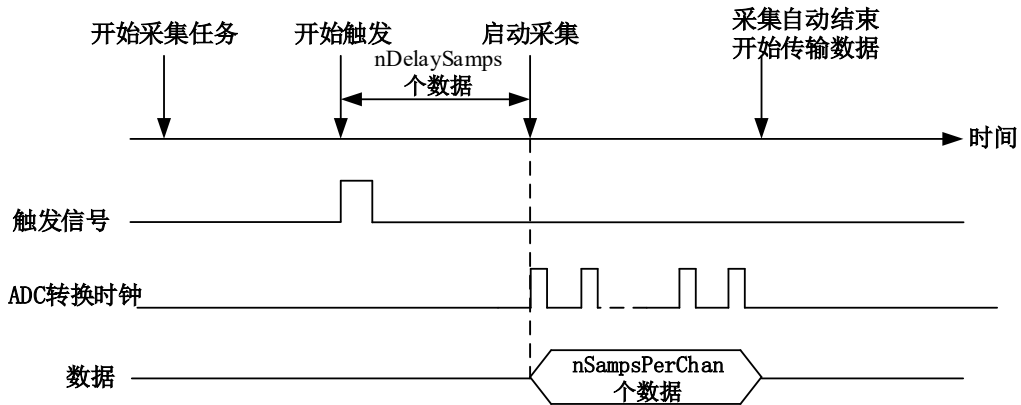 开始采集任务
开始触发
启动采集
采集自动结束
开始传输数据
nDelaySamps
个数据
时间
触发信号
ADC转换时钟
数据
nSampsPerChan
个数据